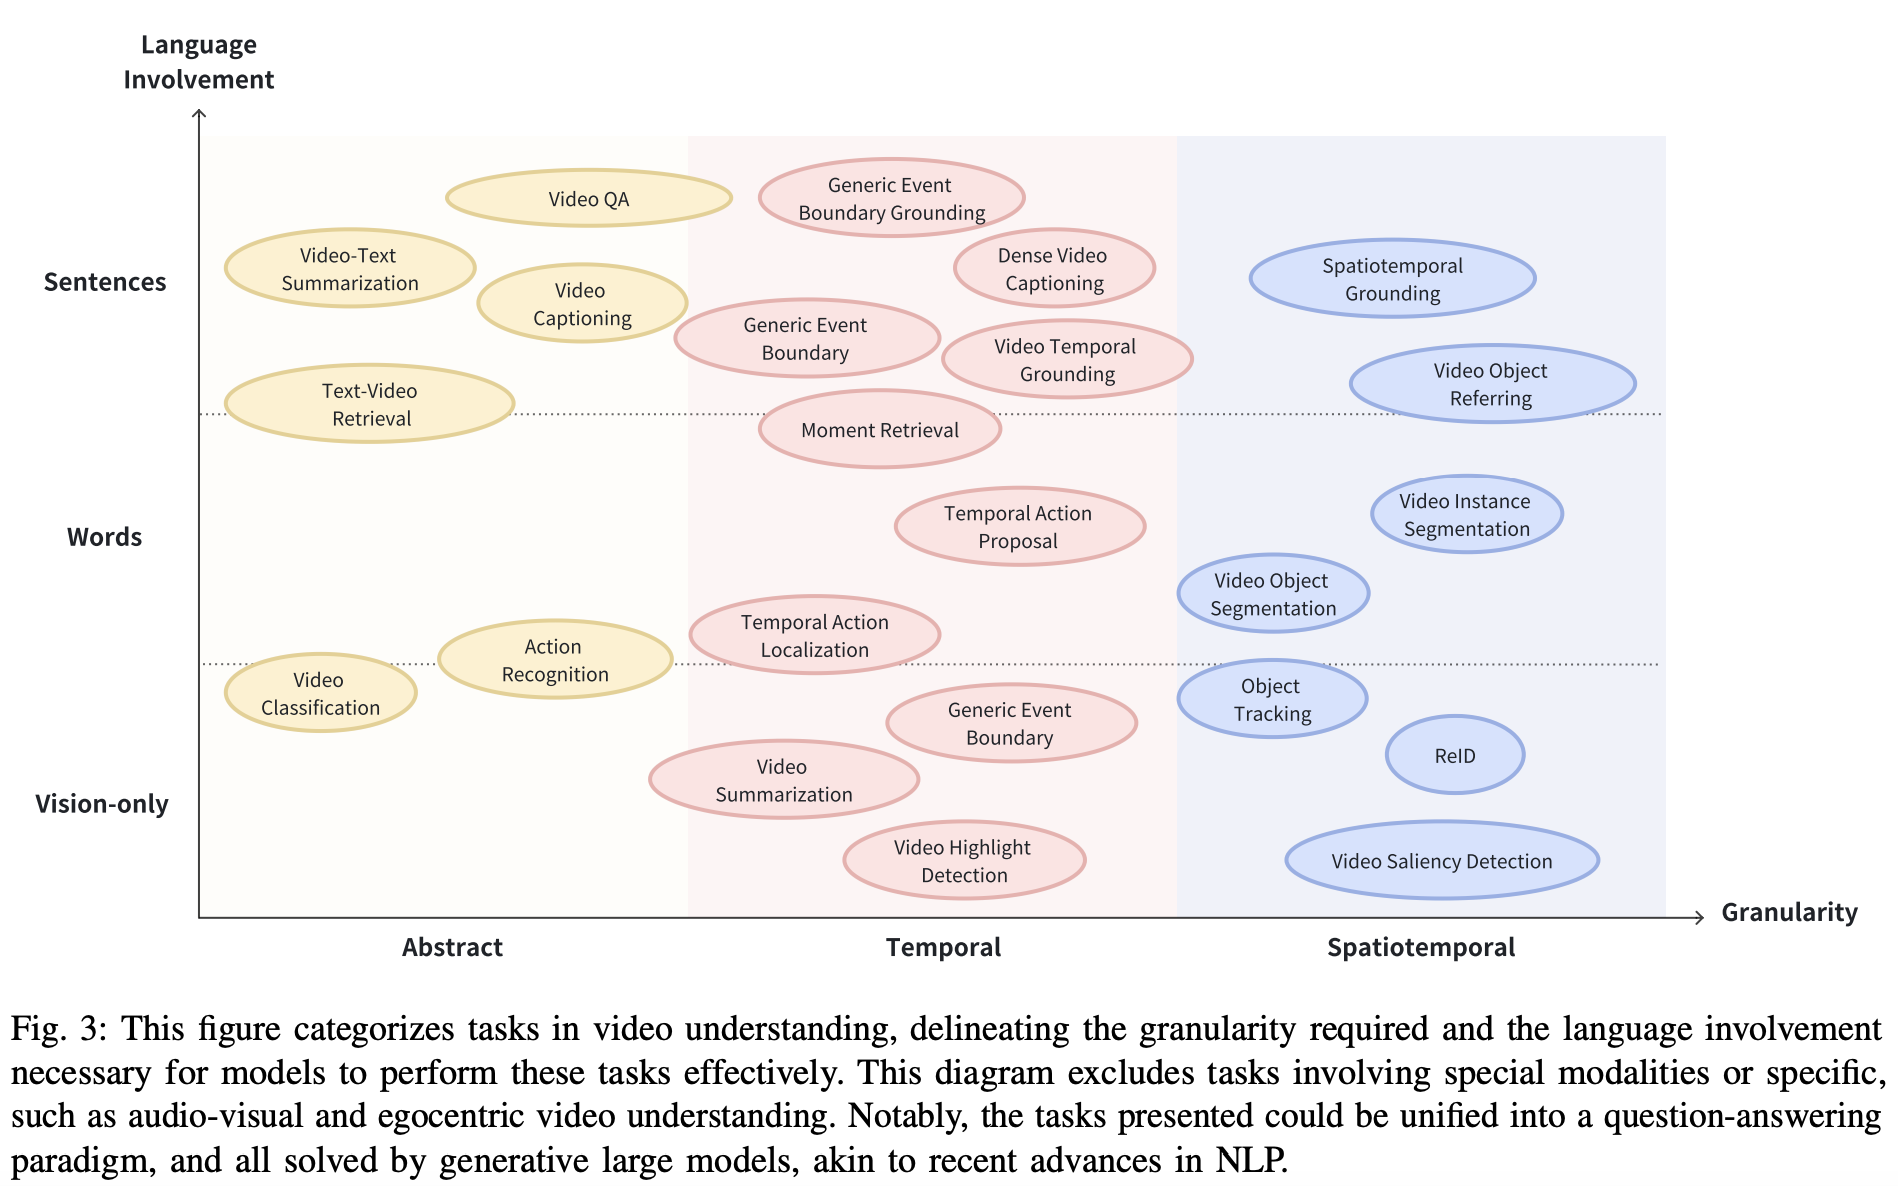 Language
Involvement
Video QA
Generic Event
Boundary Grounding
Video-Text
Summarization
Dense Video
Captioning
Spatiotemporal
Grounding
Sentences
Video
Captioning
Generic Event
Boundary
Video Temporal
Grounding
Video Object
Referring
Text-Video
Retrieval
Moment Retrieval
Video Instance
Segmentation
Temporal Action
Proposal
Words
Video Object
Segmentation
Temporal Action
Localization
Action
Recognition
Video
Classification
Object
Tracking
Generic Event
Boundary
ReID
Video
Summarization
Vision-only
Video Highlight
Detection
Video Saliency Detection
Granularity
Abstract
Temporal
Spatiotemporal
Fig. 3: This figure categorizes tasks in video understanding, delineating the granularity required and the language involvement
necessary for models to perform these tasks effectively. This diagram excludes tasks involving special modalities or specific,
such as audio-visual and egocentric video understanding. Notably, the tasks presented could be unified into a question-answering
paradigm, and all solved by generative large models, akin to recent advances in NLP.